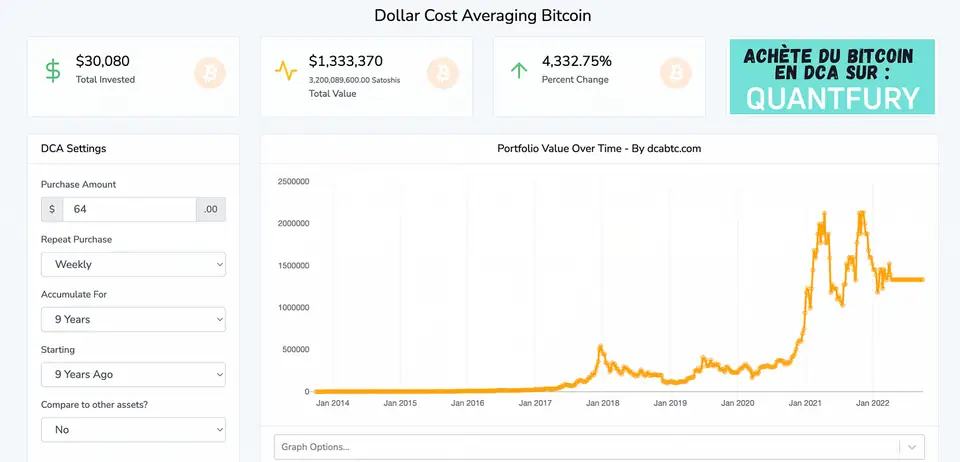 Dollar Cost Averaging Bitcoin
$30,080
Total Invested
$1,333,370
3,200,089,600.00 Satoshis
Total Value
4,332.75%
Percent Change
ACHÈTE DU BITCOIN
EN DCA SUR :
QUANTFURY
DCA Settings
Purchase Amount
$ 64 .00
Repeat Purchase
Weekly
Accumulate For
9 Years
Starting
9 Years Ago
Compare to other assets?
No
Portfolio Value Over Time - By dcabtc.com
2500000
2000000
1500000
1000000
500000
0
Jan 2014 Jan 2015 Jan 2016 Jan 2017 Jan 2018 Jan 2019 Jan 2020 Jan 2021 Jan 2022
Graph Options...